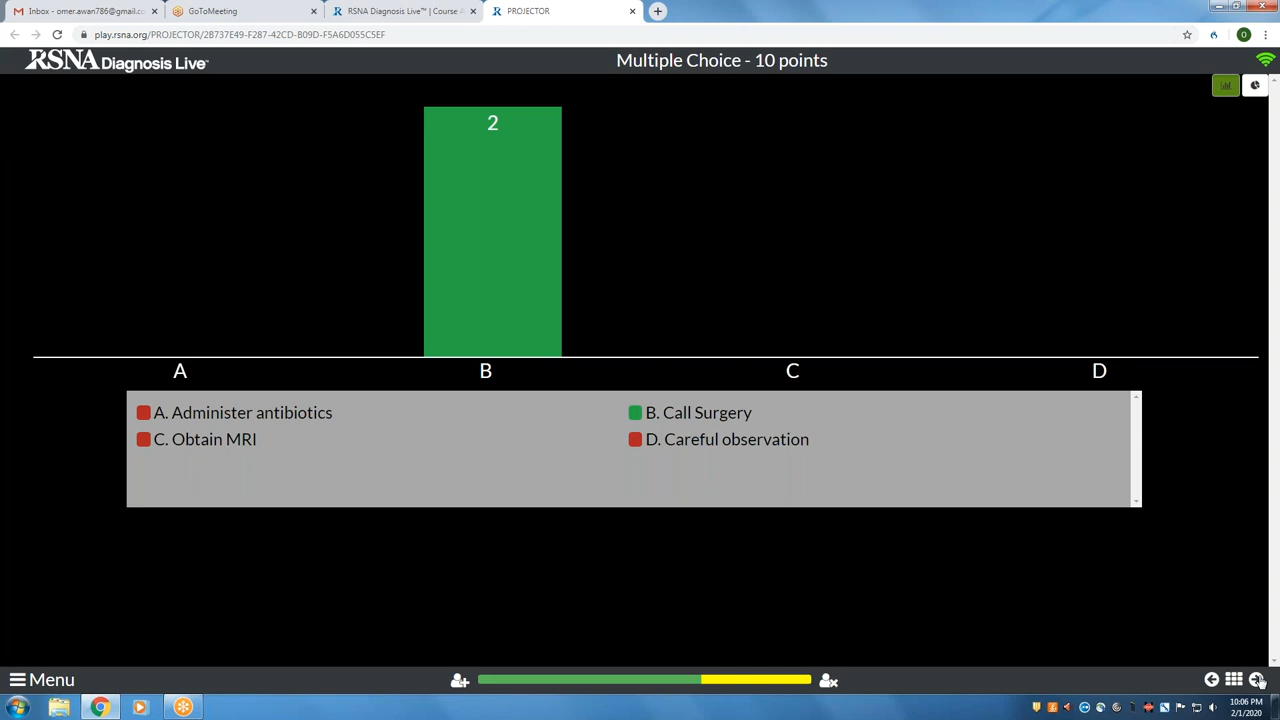 Inbox - omer.awan786@gmail.co
GoToMeeting
RSNA Diagnosis Live™ | Course A
PROJECTOR
play.rsna.org/PROJECTOR/2B737E49-F287-42CD-B09D-F5A6D055C5EF
O
RSNA Diagnosis Live™
Multiple Choice - 10 points
2
A B C D
A. Administer antibiotics
B. Call Surgery
C. Obtain MRI
D. Careful observation
Menu
10:06 PM
2/1/2020